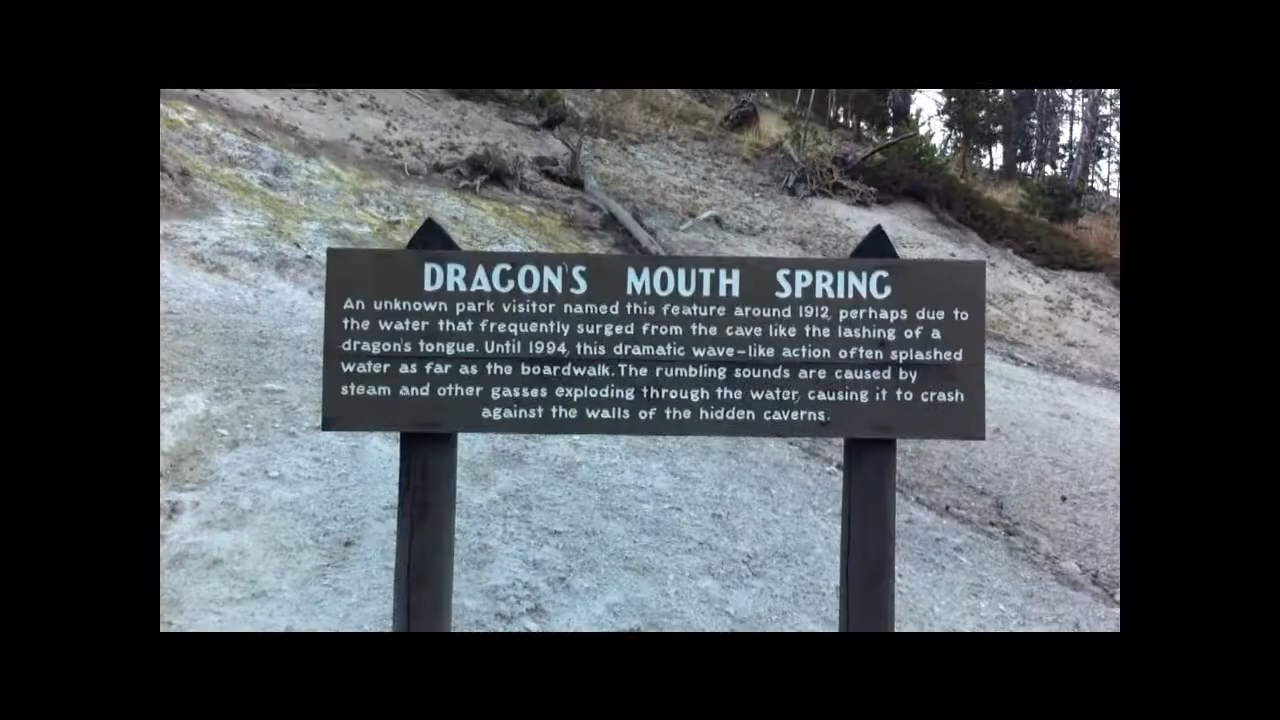 DRAGON'S MOUTH SPRING
An unknown park visitor named this feature around 1912, perhaps due to
the water that frequently surged from the cave like the lashing of a
dragon's tongue. Until 1994, this dramatic wave-like action often splashed
water as far as the boardwalk. The rumbling sounds are caused by
steam and other gasses exploding through the water, causing it to crash
against the walls of the hidden caverns.